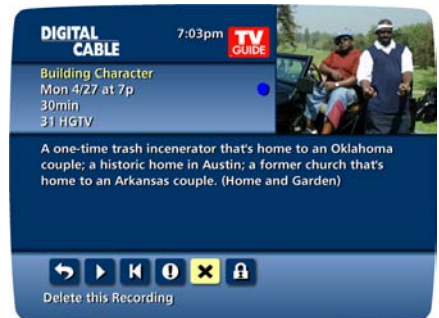 DIGITAL CABLE
7:03pm
TV GUIDE
Building Character
Mon 4/27 at 7p
30min
31 HGTV
A one-time trash incenerator that's home to an Oklahoma
couple; a historic home in Austin; a former church that's
home to an Arkansas couple. (Home and Garden)
Delete this Recording